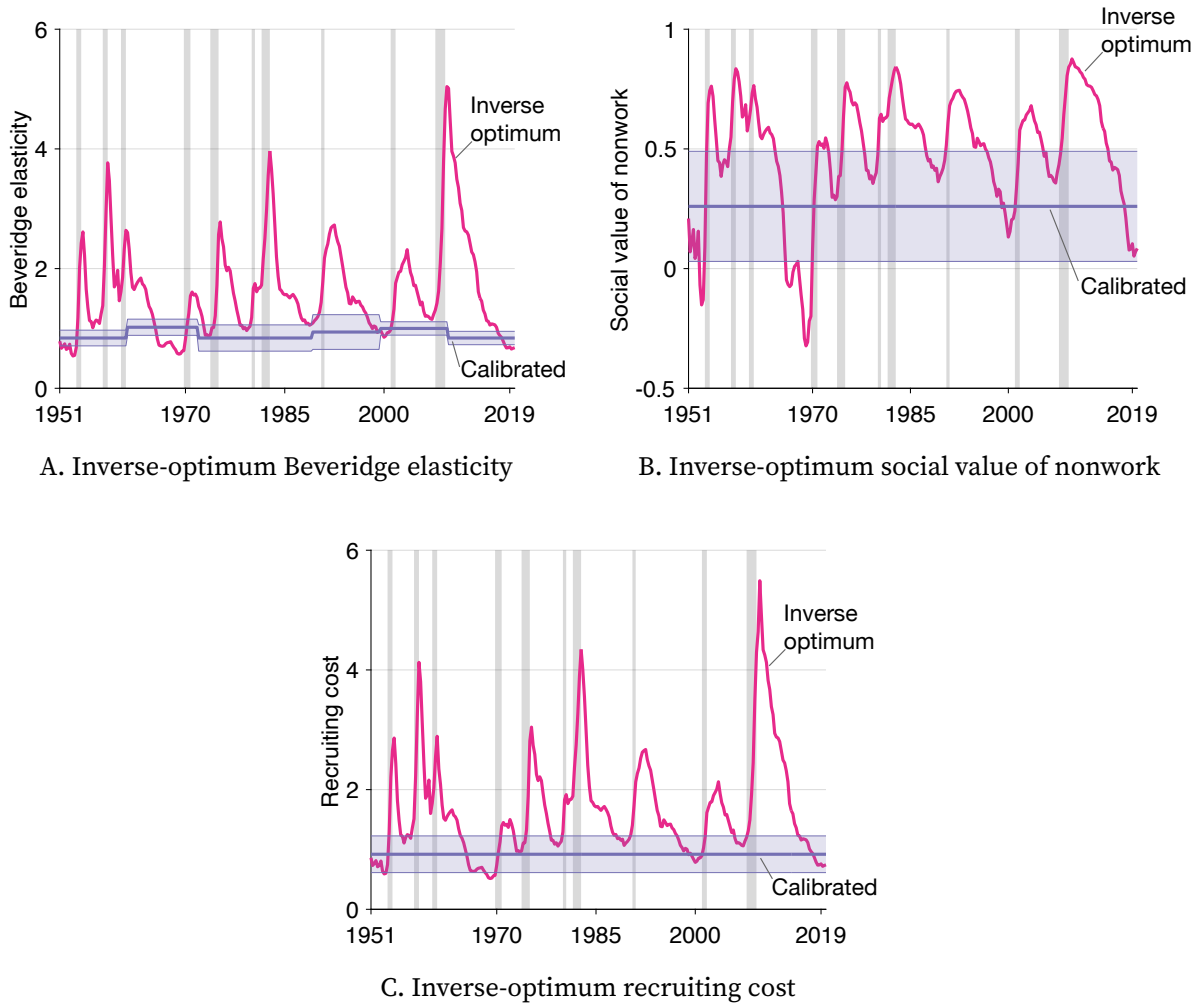 6
4
2
0
Beveridge elasticity
Inverse
optimum
Calibrated
1951
1970
1985
2000
2019
A. Inverse-optimum Beveridge elasticity
1
0.5
0
-0.5
Social value of nonwork
Inverse
optimum
Calibrated
1951
1970
1985
2000
2019
B. Inverse-optimum social value of nonwork
6
4
2
0
Recruiting cost
Inverse
optimum
Calibrated
1951
1970
1985
2000
2019
C. Inverse-optimum recruiting cost